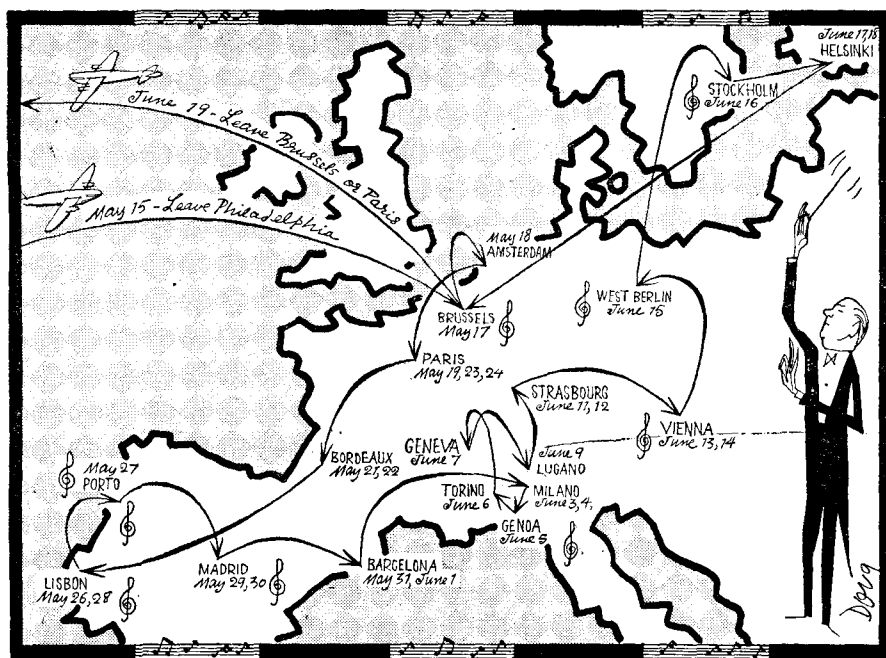 June 17,18
HELSINKI
STOCKHOLM
June 16
June 19 - Leave Brussels or Paris
May 15 - Leave Philadelphia
May 18
AMSTERDAM
WEST BERLIN
June 15
BRUSSELS
May 17
PARIS
May 19, 23, 24
STRASBOURG
June 11, 12
VIENNA
June 13, 14
GENEVA
June 7
June 9
LUGANO
BORDEAUX
May 21, 22
May 27
PORTO
TORINO
June 6
MILANO
June 3, 4,
GENOA
June 5
LISBON
May 26, 28
MADRID
May 29, 30
BARCELONA
May 31, June 1
Doug